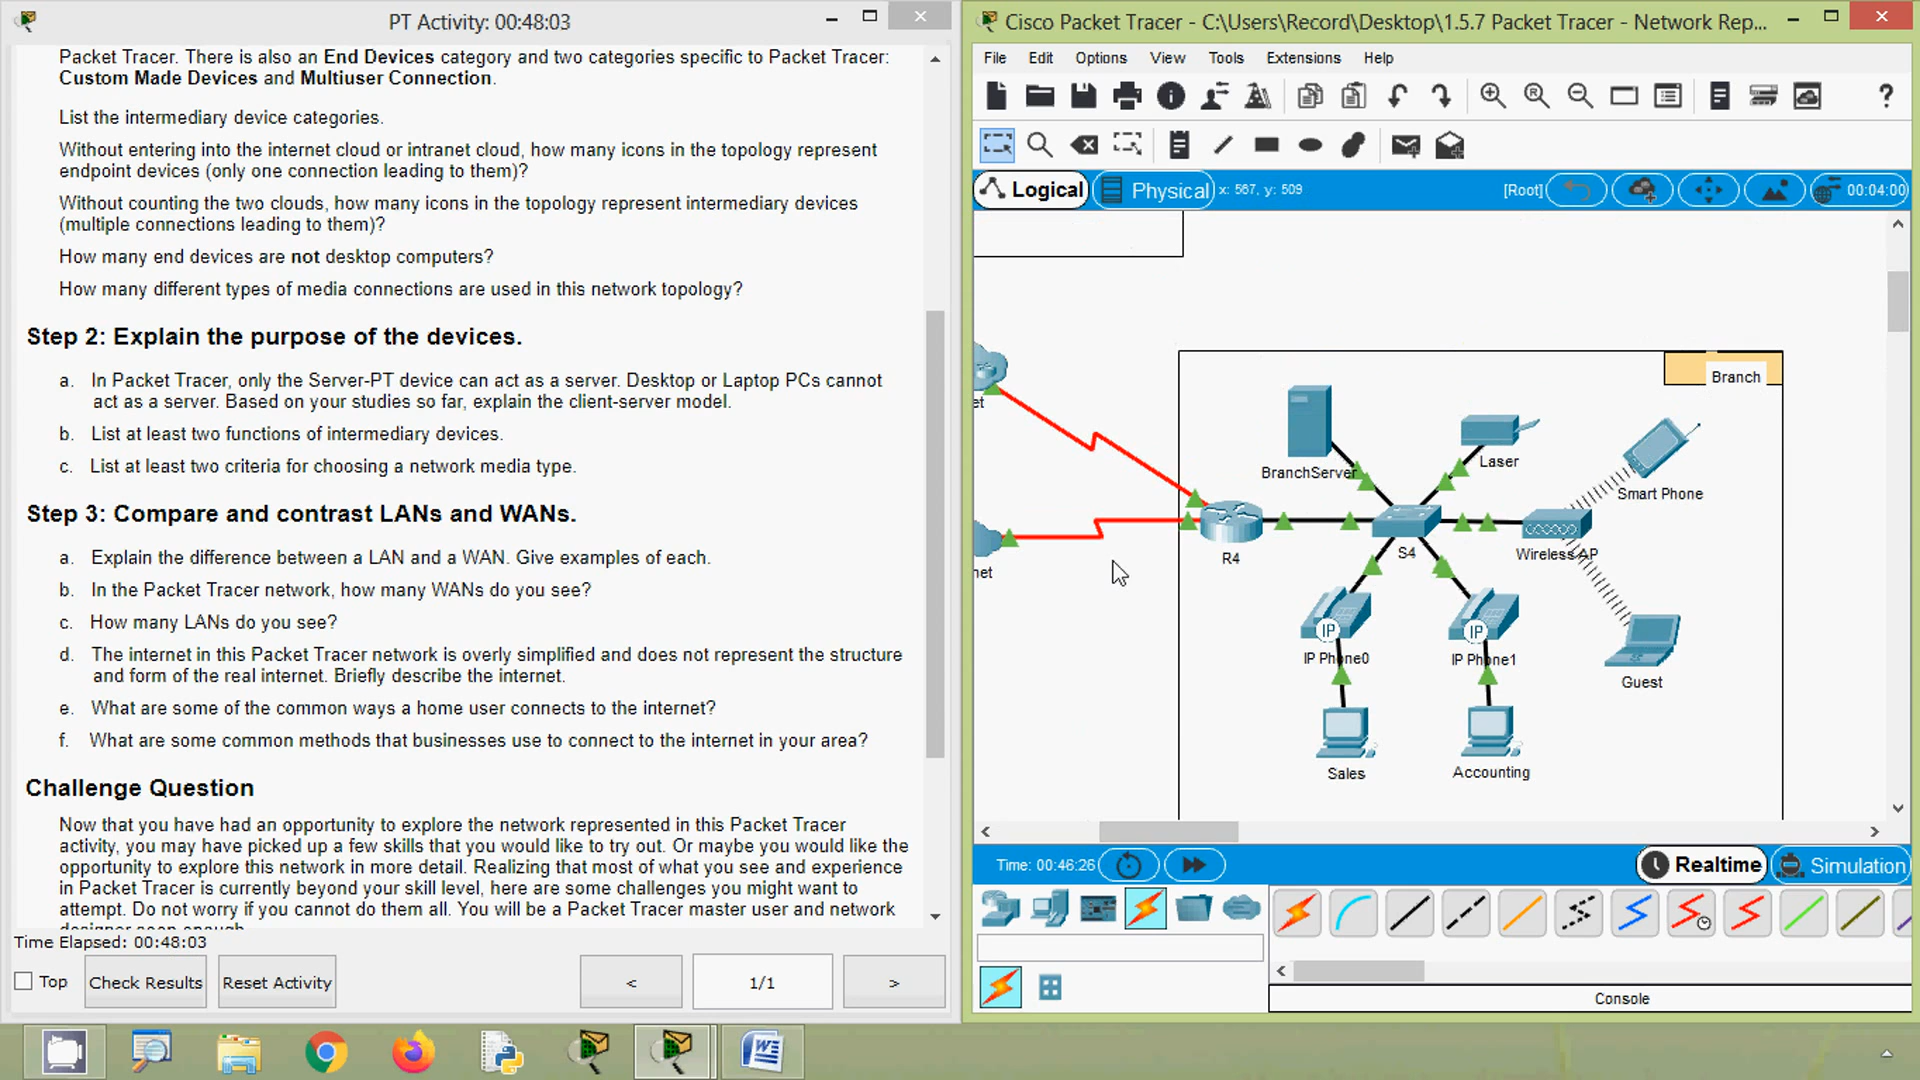 PT Activity: 00:48:03
Packet Tracer. There is also an End Devices category and two categories specific to Packet Tracer:
Custom Made Devices and Multiuser Connection.
List the intermediary device categories.
Without entering into the internet cloud or intranet cloud, how many icons in the topology represent
endpoint devices (only one connection leading to them)?
Without counting the two clouds, how many icons in the topology represent intermediary devices
(multiple connections leading to them)?
How many end devices are not desktop computers?
How many different types of media connections are used in this network topology?
Step 2: Explain the purpose of the devices.
a. In Packet Tracer, only the Server-PT device can act as a server. Desktop or Laptop PCs cannot
act as a server. Based on your studies so far, explain the client-server model.
b. List at least two functions of intermediary devices.
c. List at least two criteria for choosing a network media type.
Step 3: Compare and contrast LANs and WANs.
a. Explain the difference between a LAN and a WAN. Give examples of each.
b. In the Packet Tracer network, how many WANs do you see?
c. How many LANs do you see?
d. The internet in this Packet Tracer network is overly simplified and does not represent the structure
and form of the real internet. Briefly describe the internet.
e. What are some of the common ways a home user connects to the internet?
f. What are some common methods that businesses use to connect to the internet in your area?
Challenge Question
Now that you have had an opportunity to explore the network represented in this Packet Tracer
activity, you may have picked up a few skills that you would like to try out. Or maybe you would like the
opportunity to explore this network in more detail. Realizing that most of what you see and experience
in Packet Tracer is currently beyond your skill level, here are some challenges you might want to
attempt. Do not worry if you cannot do them all. You will be a Packet Tracer master user and network
designer soon enough.
Time Elapsed: 00:48:03
Top
Check Results
Reset Activity
<
1/1
>
Cisco Packet Tracer - C:\Users\Record\Desktop\1.5.7 Packet Tracer - Network Rep...
File Edit Options View Tools Extensions Help
Logical
Physical
x: 567, y: 509
[Root]
00:04:00
Branch
et
BranchServer
Laser
Smart Phone
R4
S4
Wireless AP
net
IP
IP
IP Phone0
IP Phone1
Guest
Sales
Accounting
Time: 00:46:26
Realtime
Simulation
Console